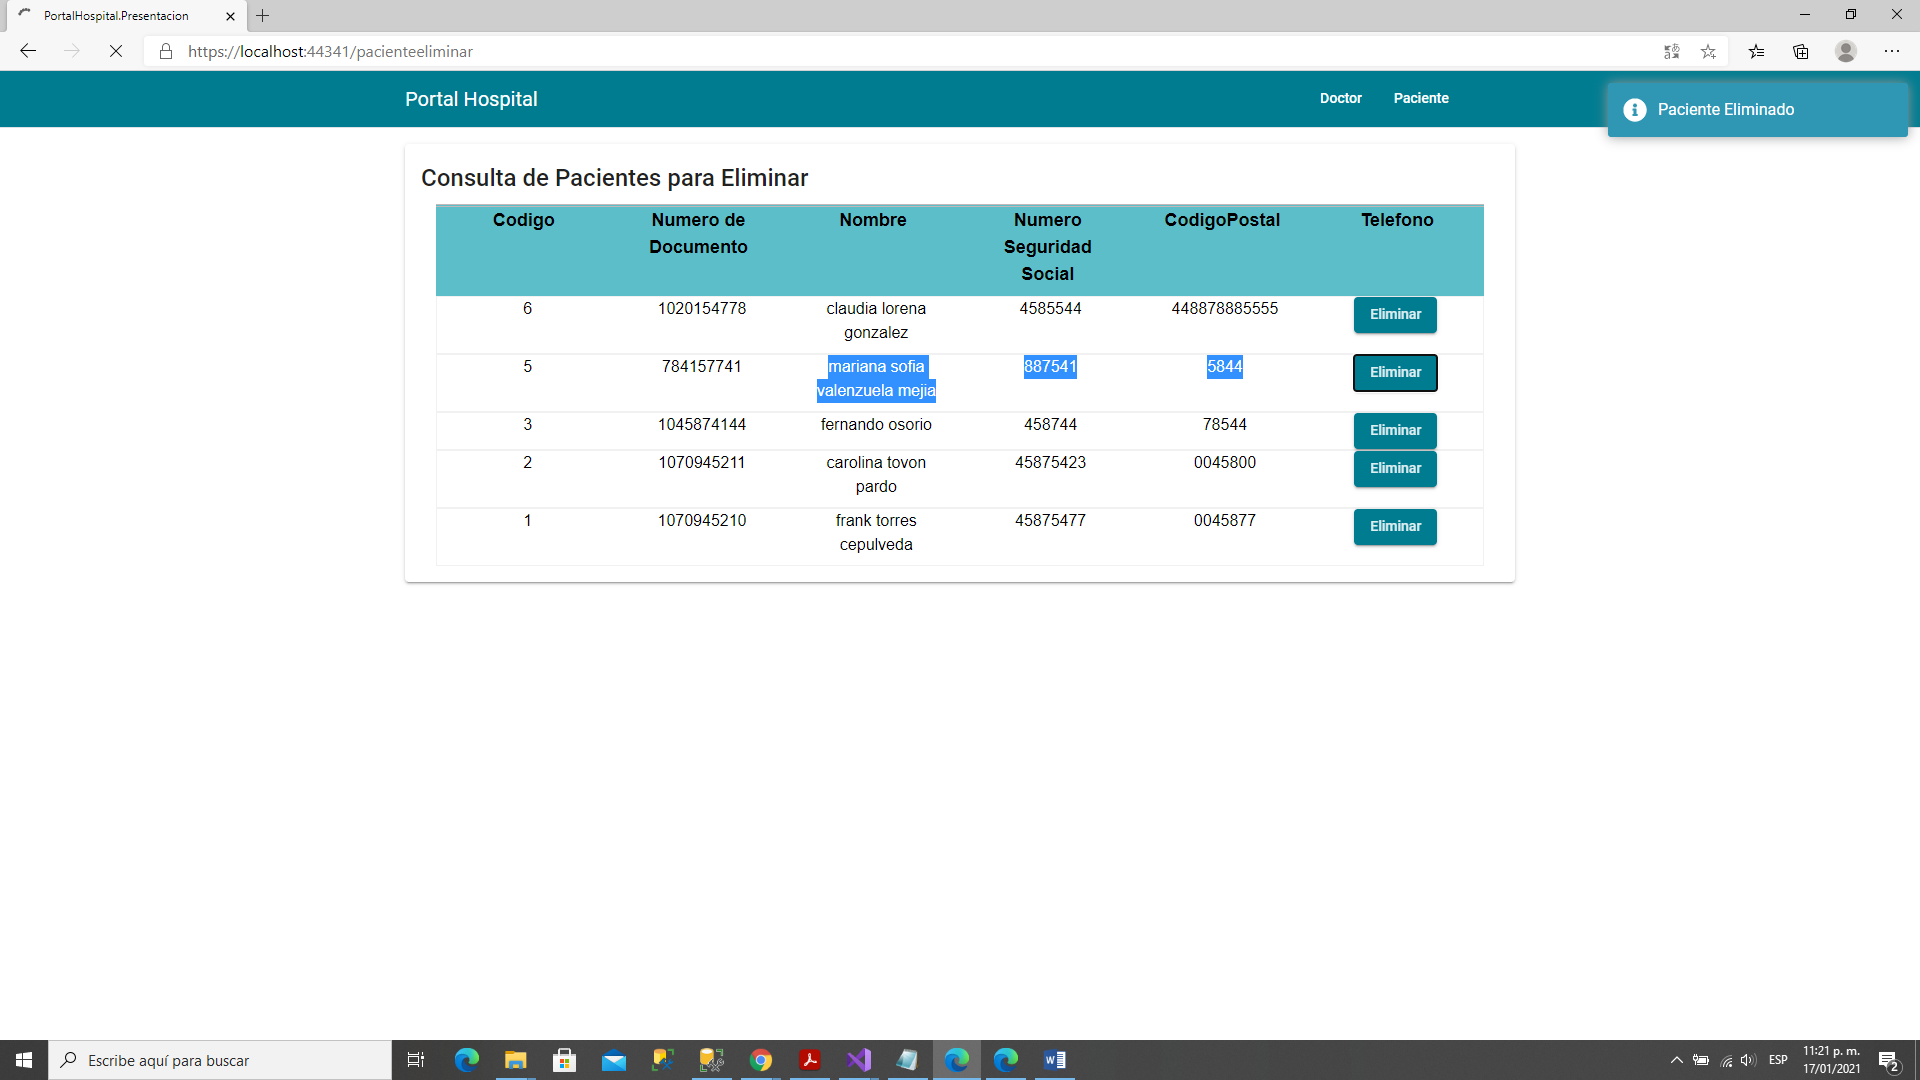 PortalHospital.Presentacion
https://localhost:44341/pacienteeliminar
Portal Hospital
Doctor
Paciente
Paciente Eliminado
Consulta de Pacientes para Eliminar
Codigo
Numero de
Documento
Nombre
Numero
Seguridad
Social
CodigoPostal
Telefono
6
1020154778
claudia lorena
gonzalez
4585544
448878885555
Eliminar
5
784157741
mariana sofia
valenzuela mejia
887541
5844
Eliminar
3
1045874144
fernando osorio
458744
78544
Eliminar
2
1070945211
carolina tovon
pardo
45875423
0045800
Eliminar
1
1070945210
frank torres
cepulveda
45875477
0045877
Eliminar
Escribe aquí para buscar
ESP
11:21 p. m.
17/01/2021
2